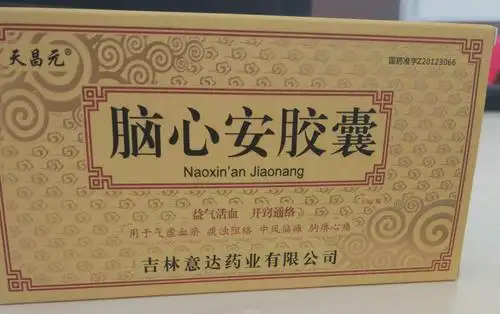 天昌元®
国药准字Z20123066
脑心安胶囊
Naoxin'an Jiaonang
益气活血 开窍通络
用于气虚血瘀 痰浊阻络 中风偏瘫 胸痹心痛
吉林意达药业有限公司